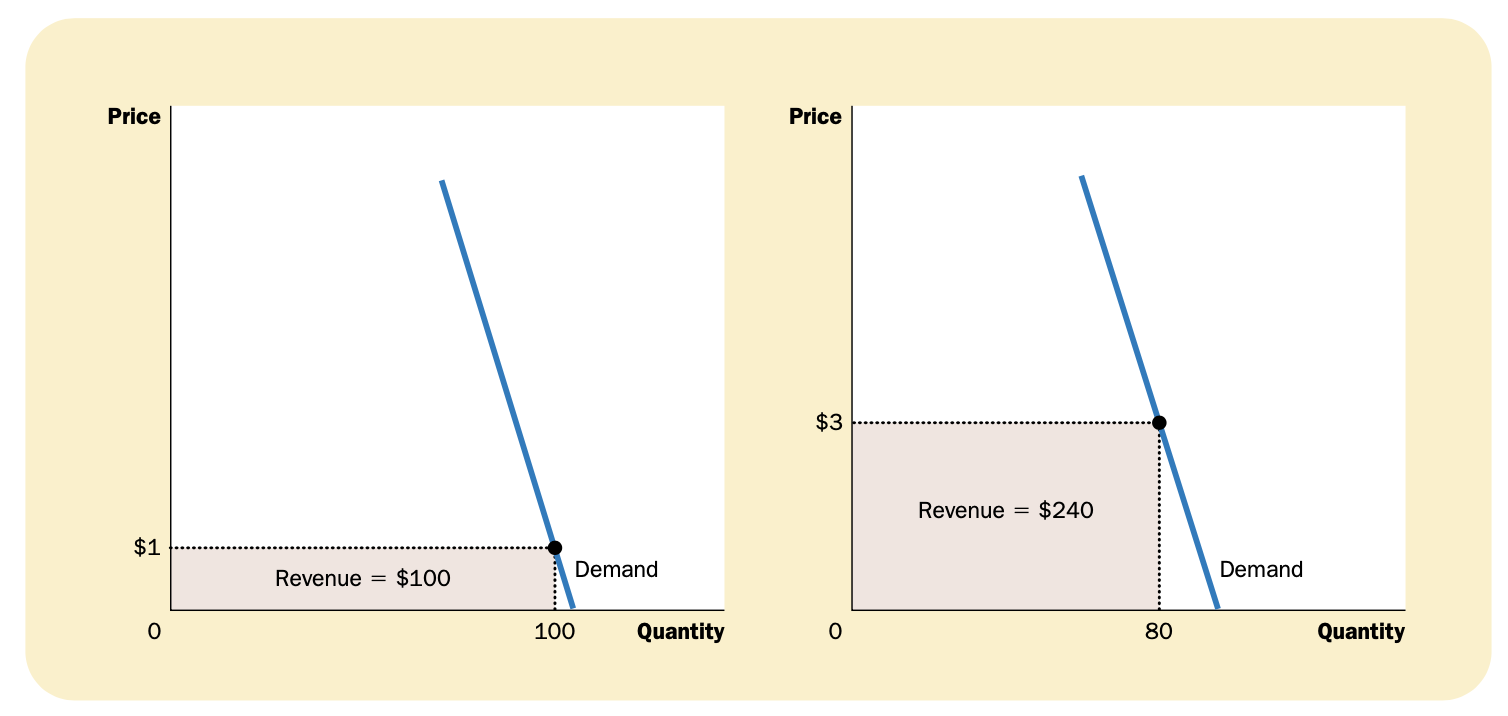 Price
$1
Revenue = $100
Demand
0
100
Quantity
Price
$3
Revenue = $240
Demand
0
80
Quantity